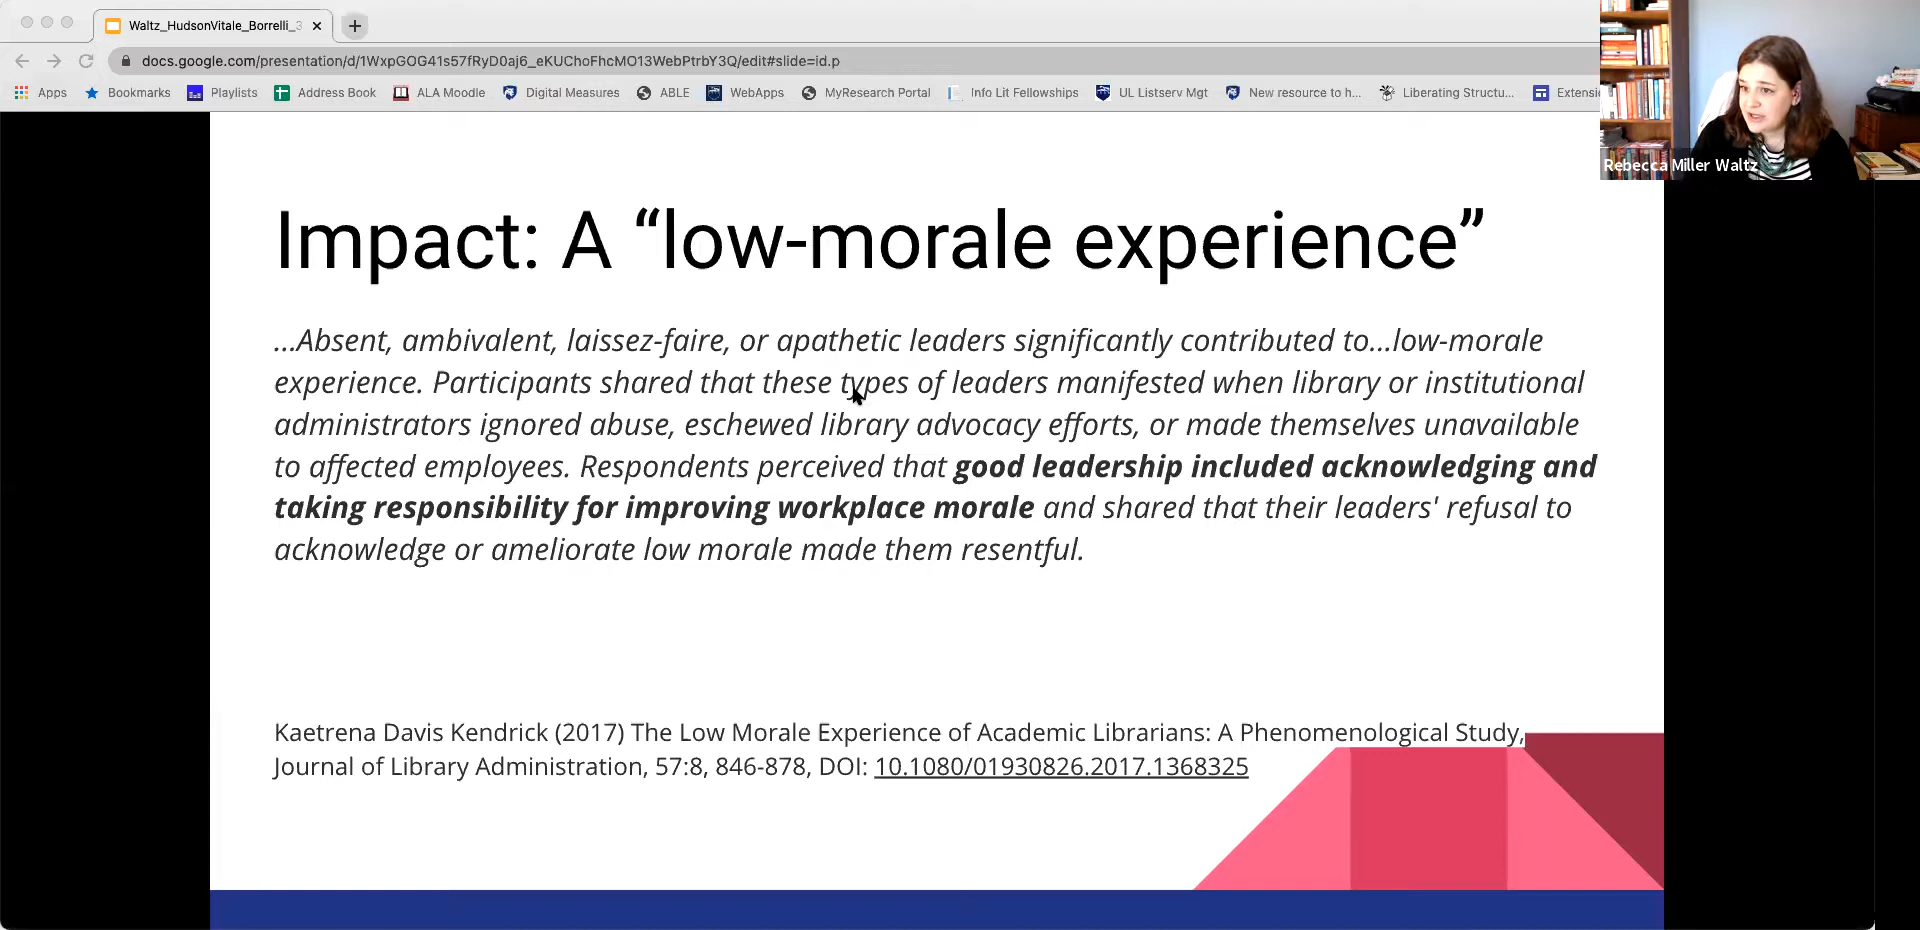 Waltz_HudsonVitale_Borrelli_3
docs.google.com/presentation/d/1WxpGOG41s57fRyD0aj6_eKUChoFhcMO13WebPtrbY3Q/edit#slide=id.p
Apps Bookmarks Playlists Address Book ALA Moodle Digital Measures ABLE WebApps MyResearch Portal Info Lit Fellowships UL Listserv Mgt New resource to h... Liberating Structu... Extensi
Rebecca Miller Waltz
Impact: A “low-morale experience”
...Absent, ambivalent, laissez-faire, or apathetic leaders significantly contributed to...low-morale
experience. Participants shared that these types of leaders manifested when library or institutional
administrators ignored abuse, eschewed library advocacy efforts, or made themselves unavailable
to affected employees. Respondents perceived that good leadership included acknowledging and
taking responsibility for improving workplace morale and shared that their leaders' refusal to
acknowledge or ameliorate low morale made them resentful.
Kaetrena Davis Kendrick (2017) The Low Morale Experience of Academic Librarians: A Phenomenological Study,
Journal of Library Administration, 57:8, 846-878, DOI: 10.1080/01930826.2017.1368325